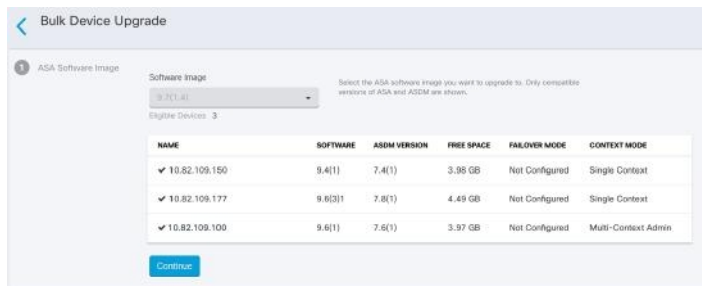 Bulk Device Upgrade
1 ASA Software Image
Software Image
Select the ASA software image you want to upgrade to. Only compatible
versions of ASA and ASDM are shown.
9.7(1.4)
Eligible Devices 3
NAME SOFTWARE ASDM VERSION FREE SPACE FAILOVER MODE CONTEXT MODE
✔ 10.82.109.150 9.4(1) 7.4(1) 3.98 GB Not Configured Single Context
✔ 10.82.109.177 9.6(3)1 7.8(1) 4.49 GB Not Configured Single Context
✔ 10.82.109.100 9.6(1) 7.6(1) 3.97 GB Not Configured Multi-Context Admin
Continue